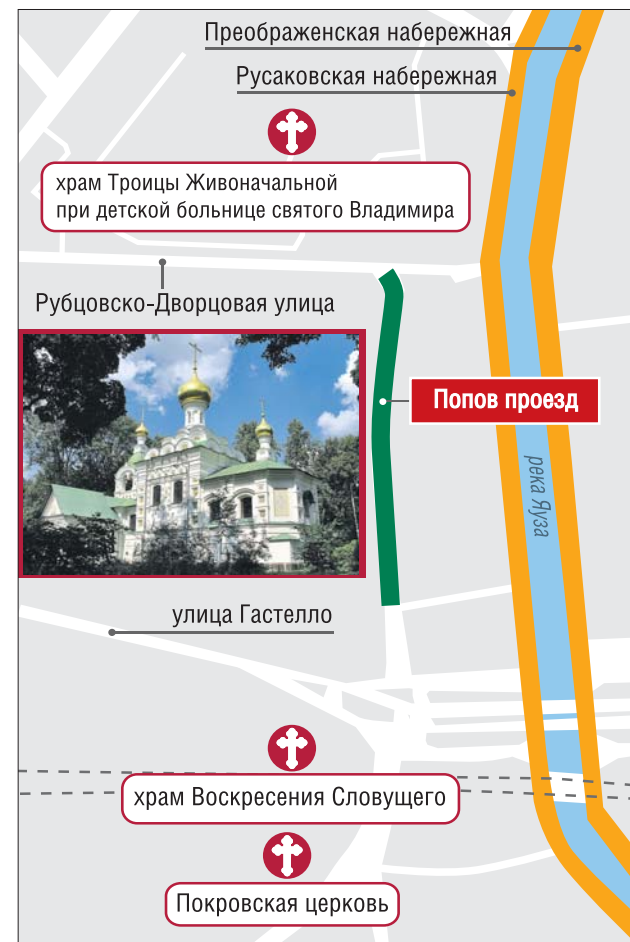 Преображенская набережная
Русаковская набережная
храм Троицы Живоначальной
при детской больнице святого Владимира
Рубцовско-Дворцовая улица
Попов проезд
река Яуза
улица Гастелло
храм Воскресения Словущего
Покровская церковь